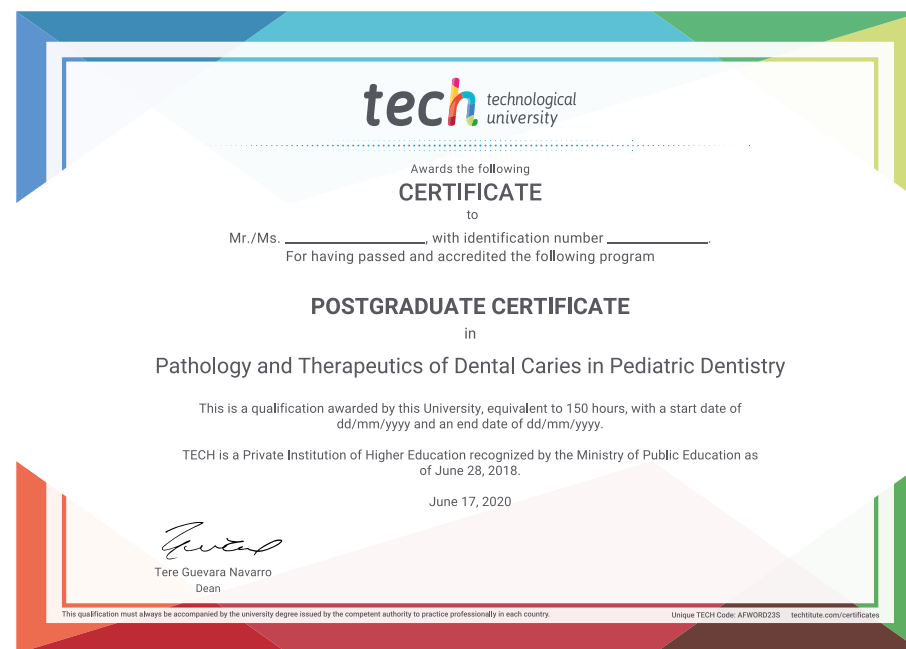 tech technological
university
Awards the following
CERTIFICATE
to
Mr./Ms. ____________________, with identification number ______________.
For having passed and accredited the following program
POSTGRADUATE CERTIFICATE
in
Pathology and Therapeutics of Dental Caries in Pediatric Dentistry
This is a qualification awarded by this University, equivalent to 150 hours, with a start date of
dd/mm/yyyy and an end date of dd/mm/yyyy.
TECH is a Private Institution of Higher Education recognized by the Ministry of Public Education as
of June 28, 2018.
June 17, 2020
Tere Guevara Navarro
Dean
This qualification must always be accompanied by the university degree issued by the competent authority to practice professionally in each country. Unique TECH Code: AFWORD23S techtitute.com/certificates